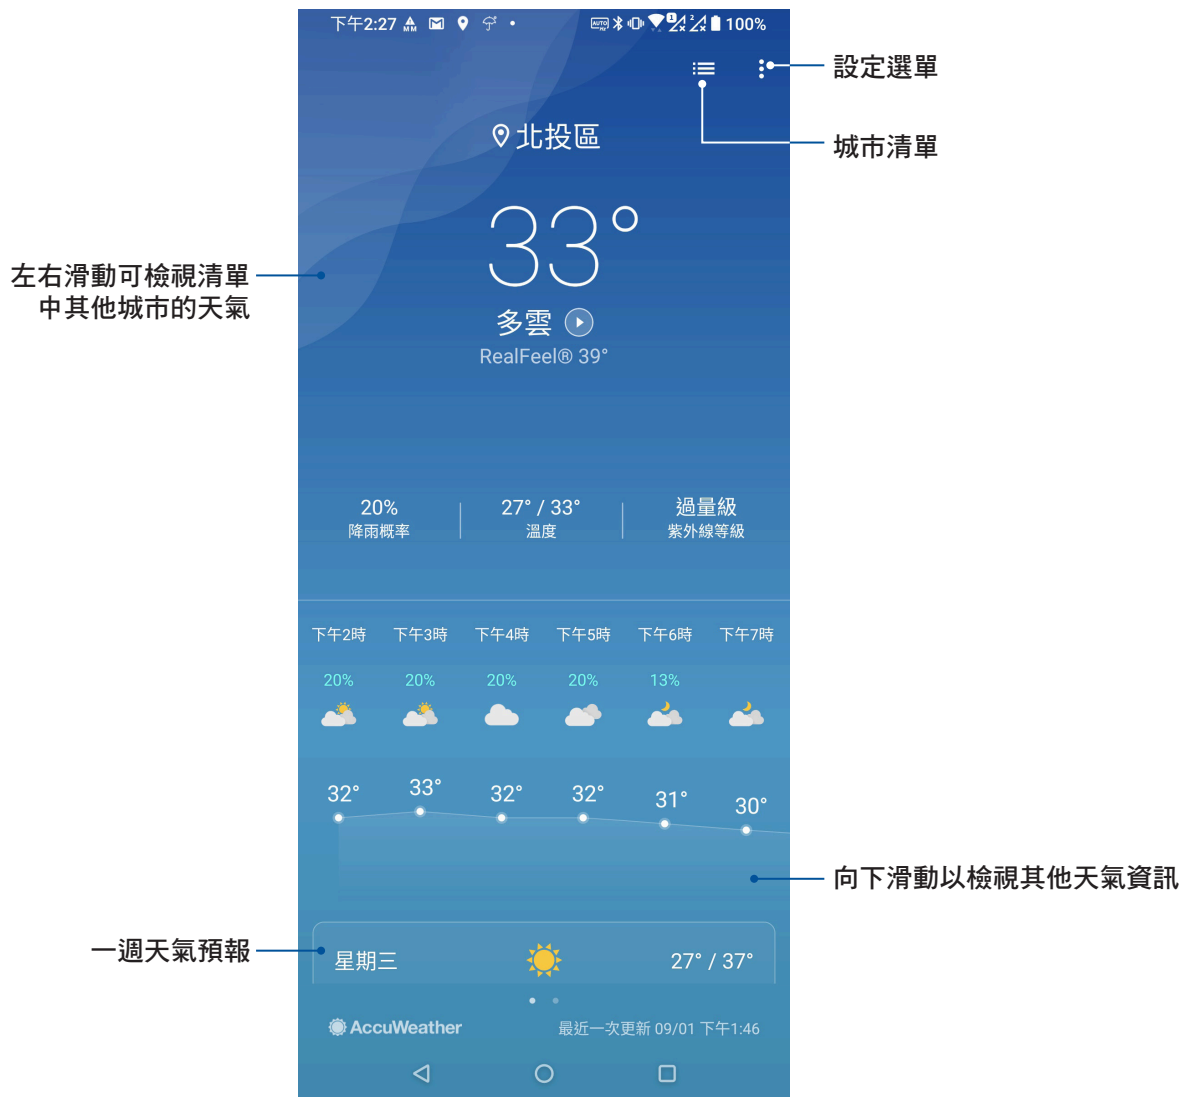 下午2:27
100%
設定選單
城市清單
北投區
33°
左右滑動可檢視清單
中其他城市的天氣
多雲
RealFeel® 39°
20%
降雨概率
27° / 33°
溫度
過量級
紫外線等級
下午2時 下午3時 下午4時 下午5時 下午6時 下午7時
20% 20% 20% 20% 13%
32° 33° 32° 32° 31° 30°
向下滑動以檢視其他天氣資訊
一週天氣預報
星期三 27° / 37°
AccuWeather
最近一次更新 09/01 下午1:46